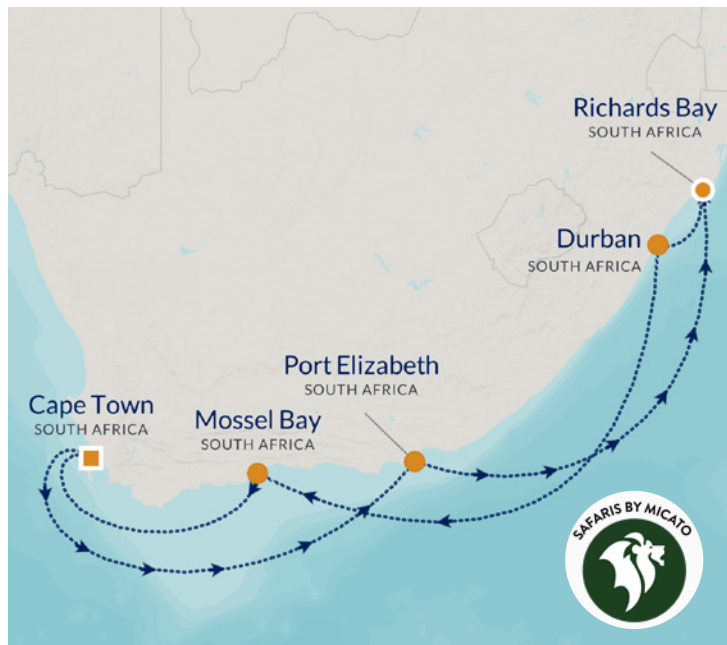 Richards Bay
SOUTH AFRICA
Durban
SOUTH AFRICA
Port Elizabeth
SOUTH AFRICA
Cape Town
SOUTH AFRICA
Mossel Bay
SOUTH AFRICA
SAFARIS BY MICATO